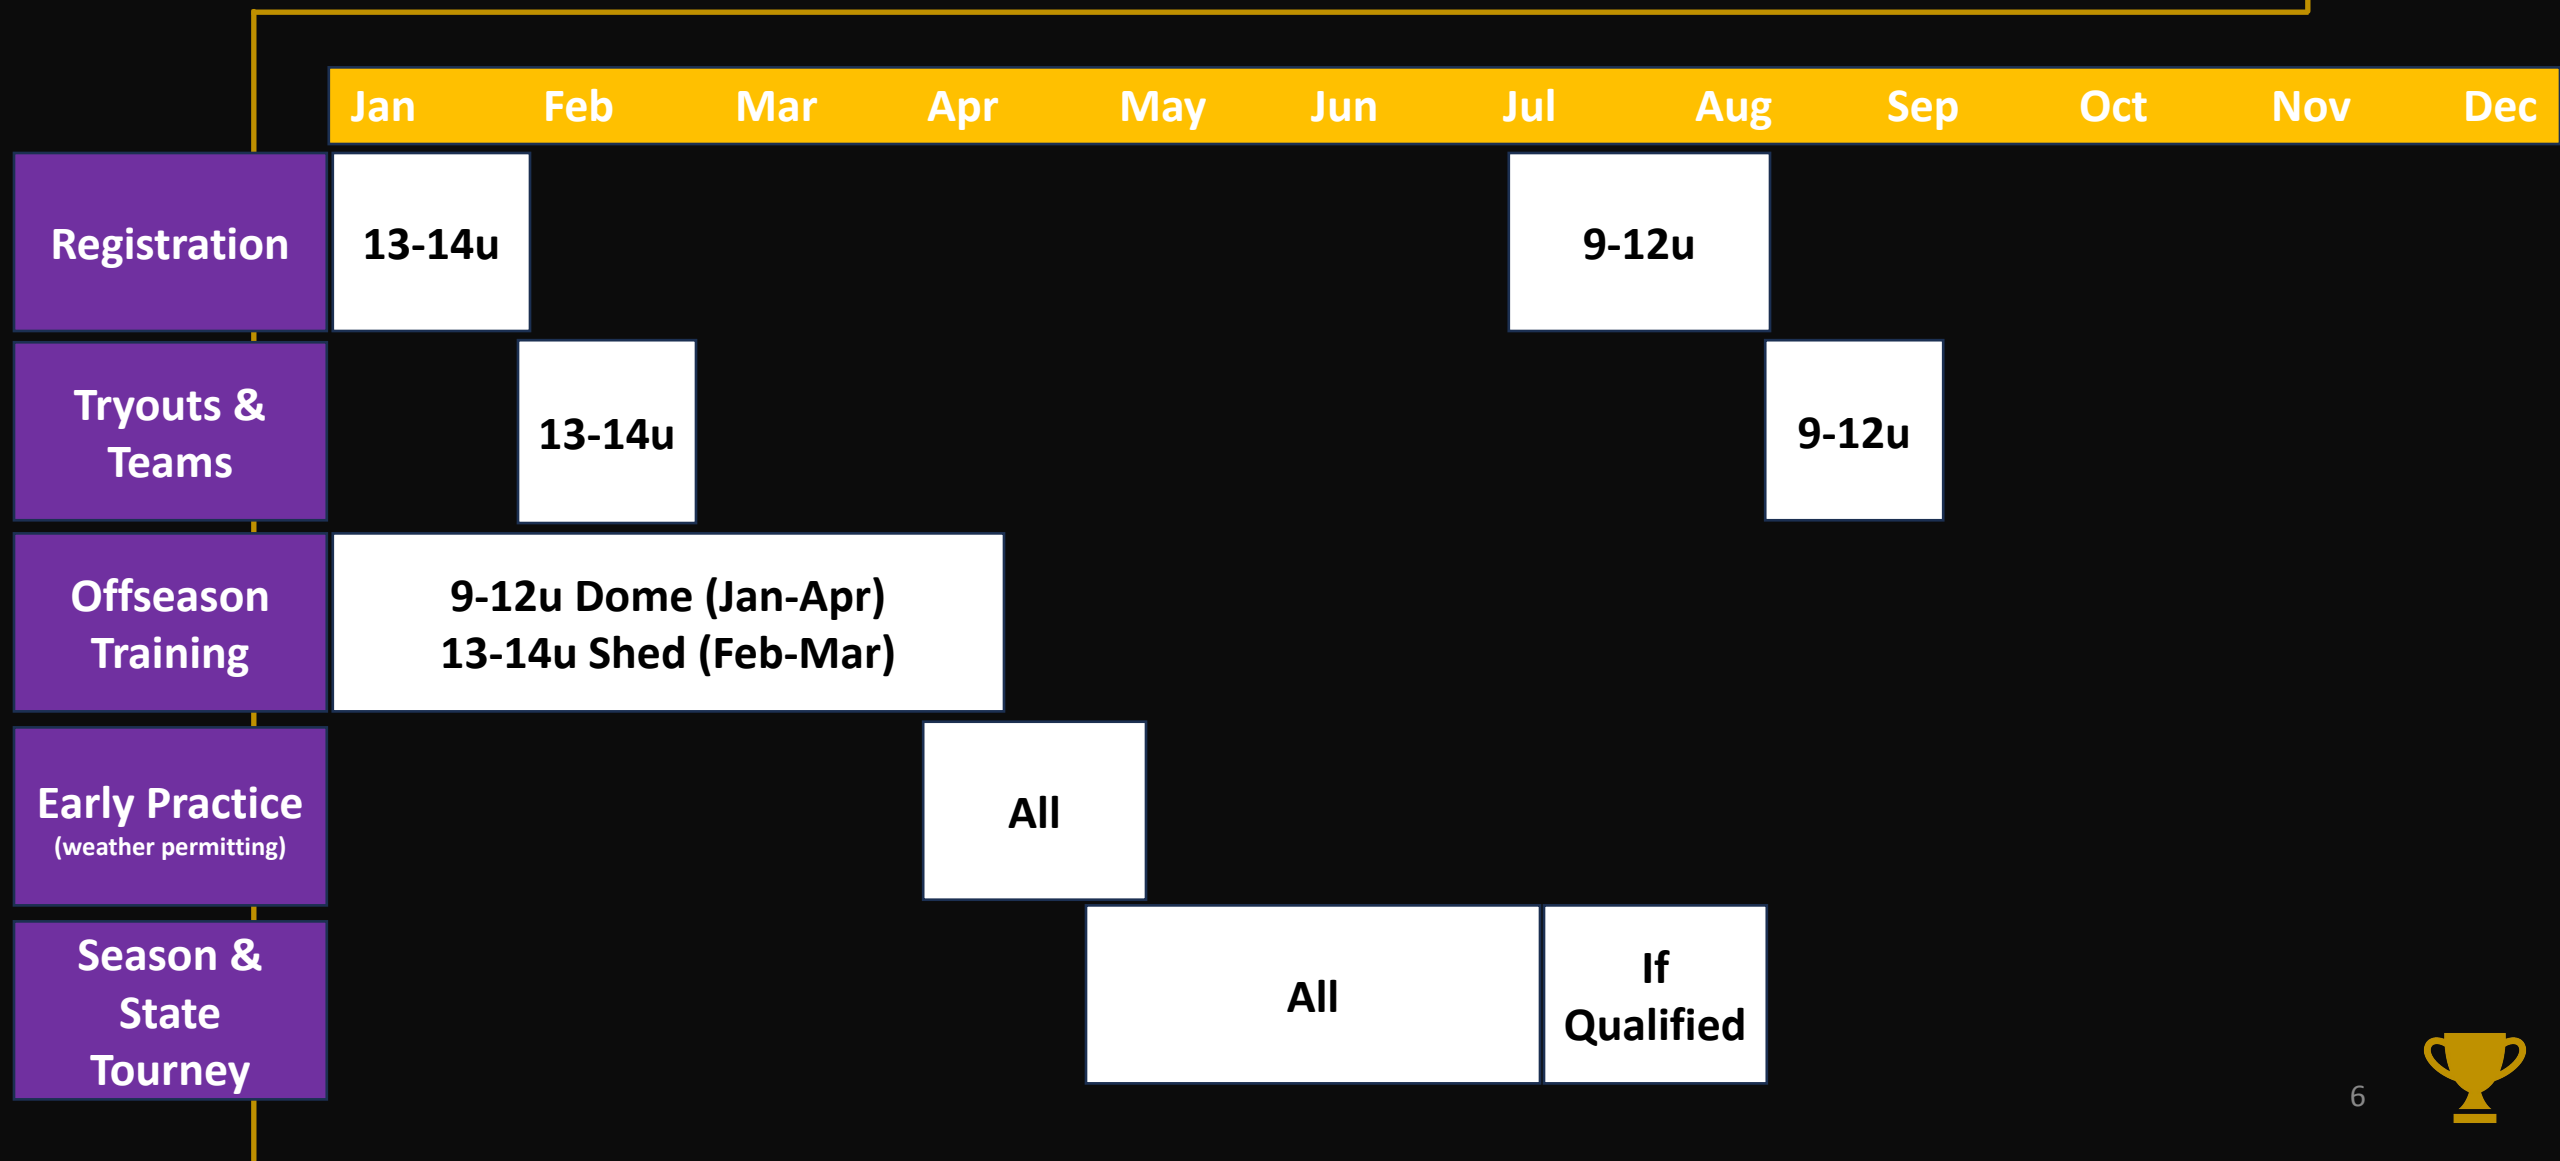 Jan Feb Mar Apr May Jun Jul Aug Sep Oct Nov Dec
Registration
13-14u
9-12u
Tryouts &
Teams
13-14u
9-12u
Offseason
Training
9-12u Dome (Jan-Apr)
13-14u Shed (Feb-Mar)
Early Practice
(weather permitting)
All
Season &
State
Tourney
All
If
Qualified
6